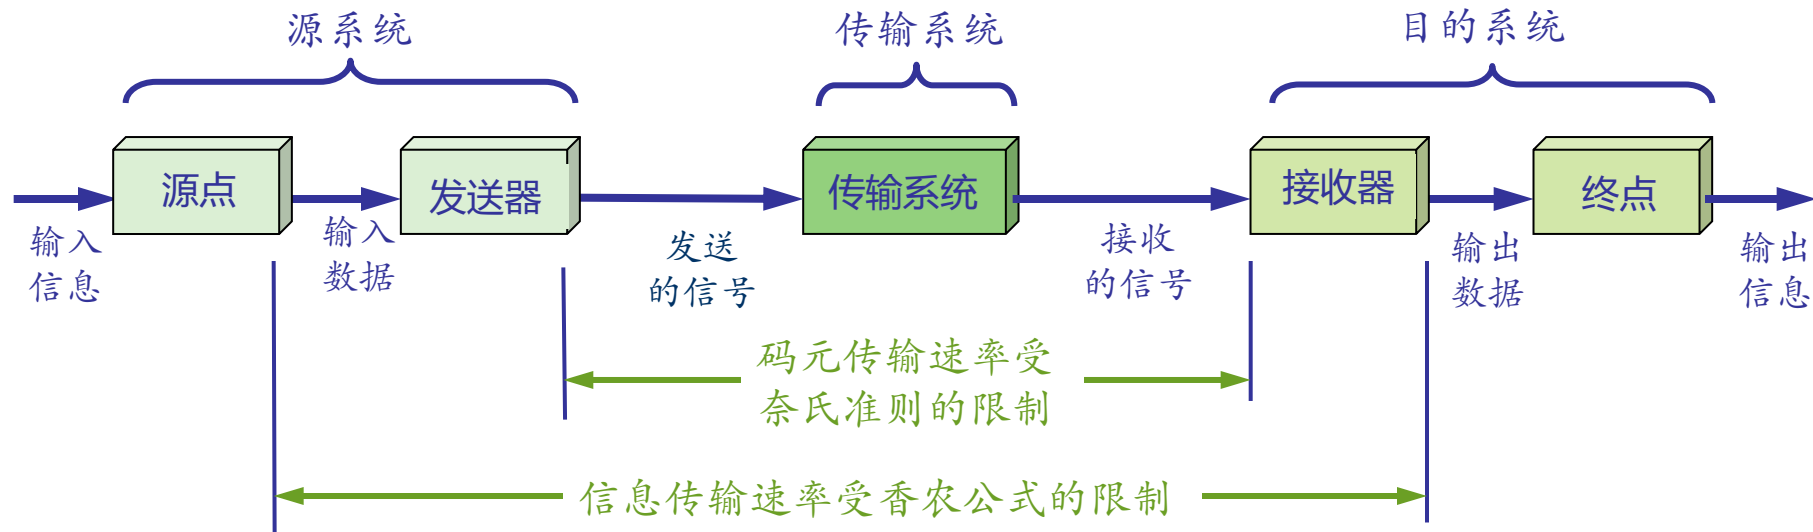 源系统
传输系统
目的系统
源点
发送器
传输系统
接收器
终点
输入
信息
输入
数据
发送
的信号
接收
的信号
输出
数据
输出
信息
码元传输速率受
奈氏准则的限制
信息传输速率受香农公式的限制